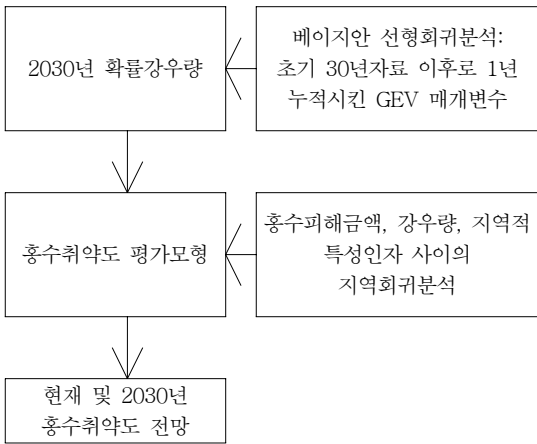 2030년 확률강우량
베이지안 선형회귀분석:
초기 30년자료 이후로 1년
누적시킨 GEV 매개변수
홍수취약도 평가모형
홍수피해금액, 강우량, 지역적
특성인자 사이의
지역회귀분석
현재 및 2030년
홍수취약도 전망